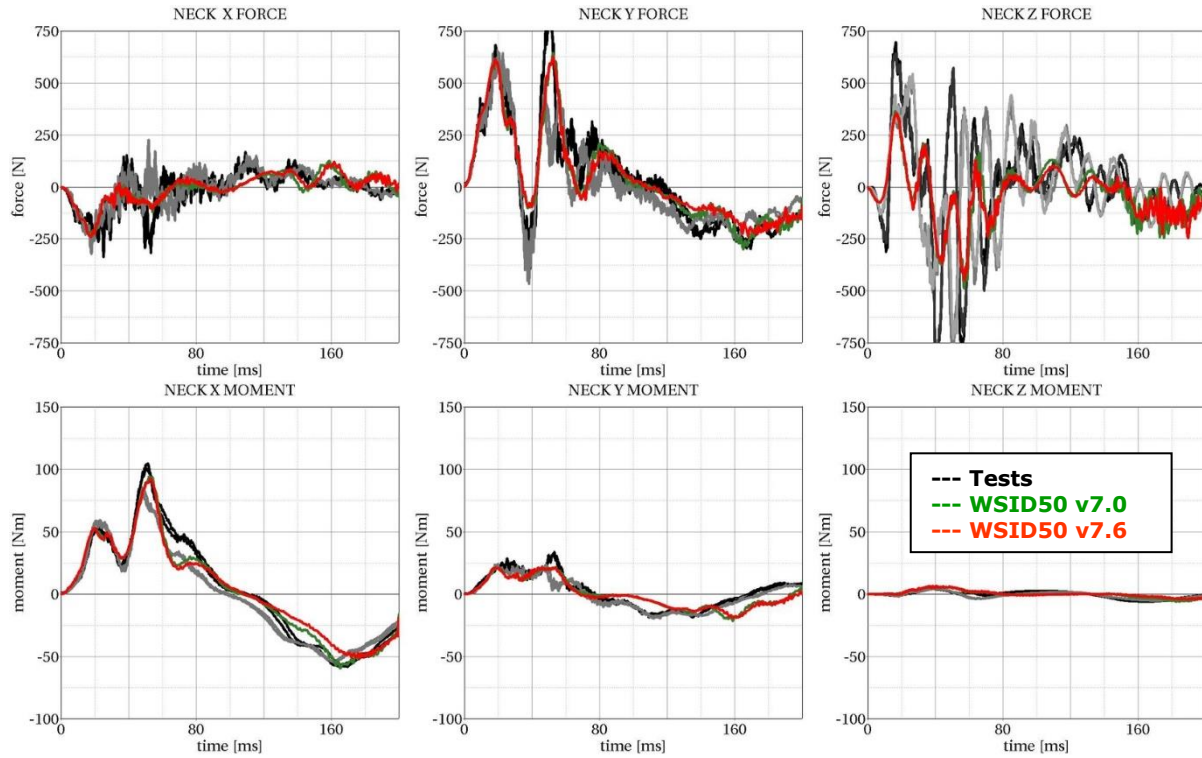 NECK X FORCE
NECK Y FORCE
NECK Z FORCE
750
500
250
0
-250
-500
-750
force [N]
0
80
160
time [ms]
750
500
250
0
-250
-500
-750
force [N]
0
80
160
time [ms]
750
500
250
0
-250
-500
-750
force [N]
0
80
160
time [ms]
NECK X MOMENT
NECK Y MOMENT
NECK Z MOMENT
150
100
50
0
-50
-100
moment [Nm]
0
80
160
time [ms]
150
100
50
0
-50
-100
moment [Nm]
0
80
160
time [ms]
150
100
50
0
-50
-100
moment [Nm]
0
80
160
time [ms]
--- Tests
--- WSID50 v7.0
--- WSID50 v7.6